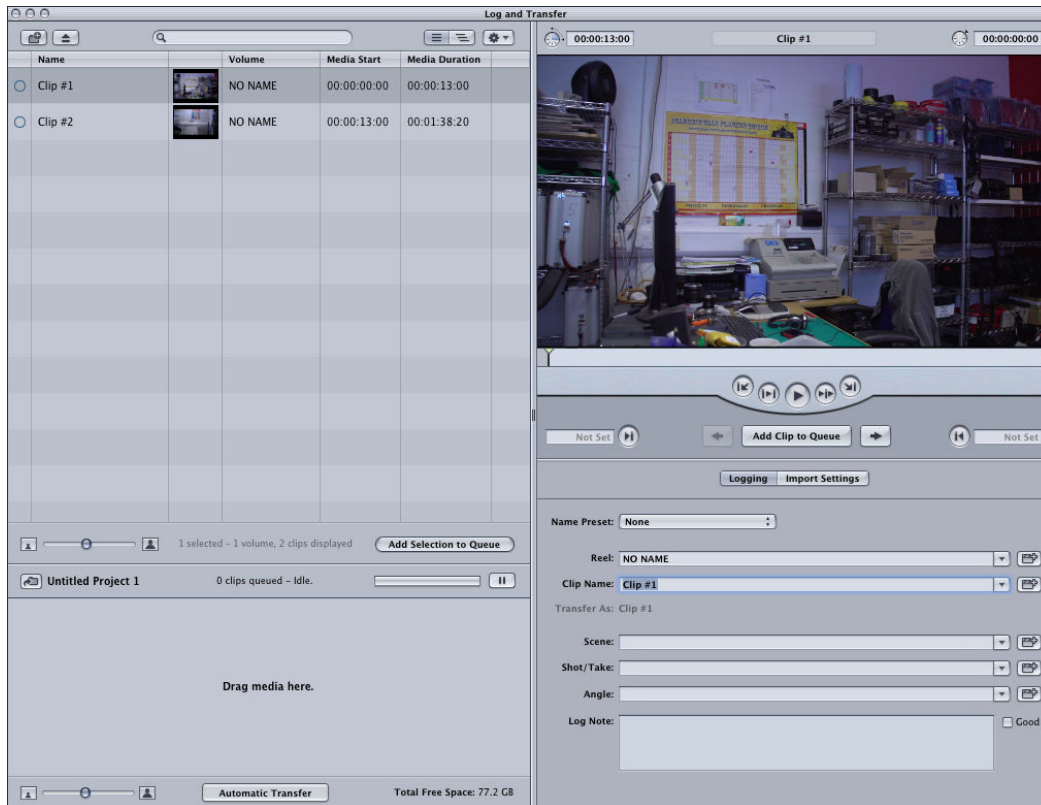 Log and Transfer
Name Volume Media Start Media Duration
Clip #1 NO NAME 00:00:00:00 00:00:13:00
Clip #2 NO NAME 00:00:13:00 00:01:38:20
1 selected – 1 volume, 2 clips displayed
Add Selection to Queue
Untitled Project 1
0 clips queued – Idle.
Drag media here.
Automatic Transfer
Total Free Space: 77.2 GB
00:00:13:00
Clip #1
00:00:00:00
Not Set
Add Clip to Queue
Not Set
Logging
Import Settings
Name Preset: None
Reel: NO NAME
Clip Name: Clip #1
Transfer As: Clip #1
Scene:
Shot/Take:
Angle:
Log Note:
Good